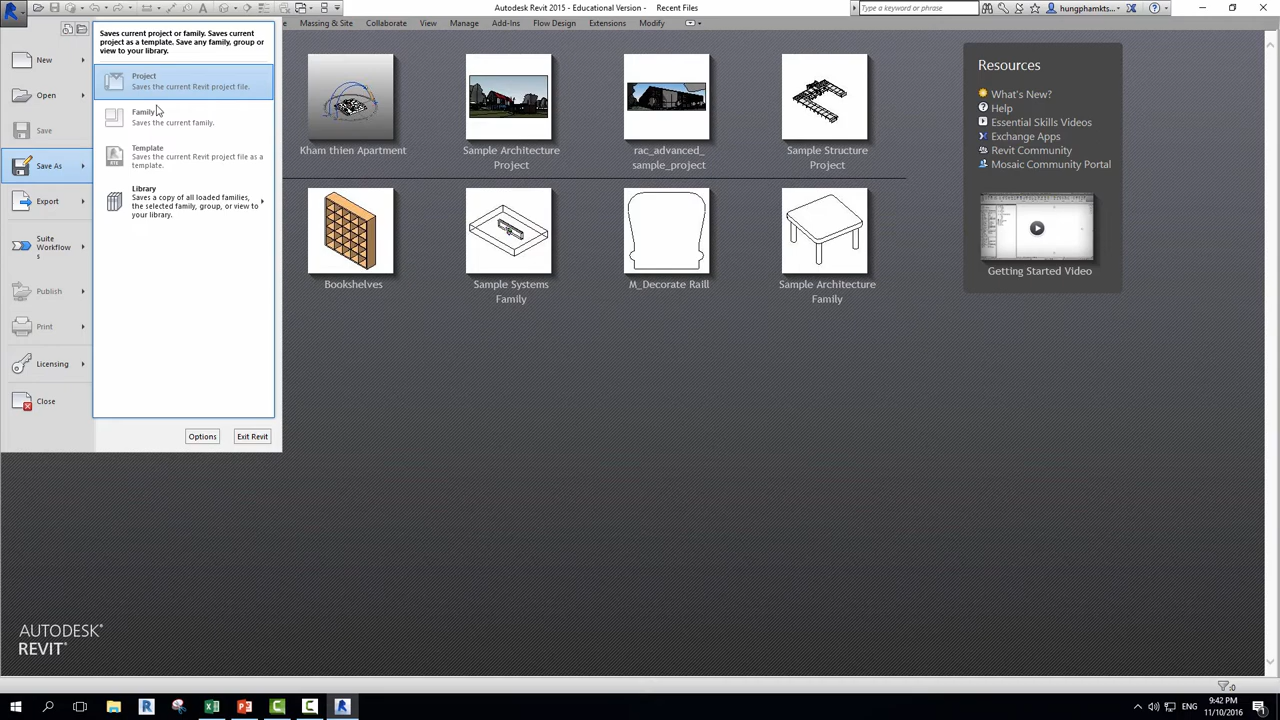 Autodesk Revit 2015 - Educational Version -    Recent Files
Type a keyword or phrase
hungphamkts...
Massing & Site
Collaborate
View
Manage
Add-Ins
Flow Design
Extensions
Modify
Saves current project or family. Saves current
project as a template. Save any family, group or
view to your library.
New
Open
Save
Save As
Export
Suite
Workflow
s
Publish
Print
Licensing
Close
Project
Saves the current Revit project file.
Family
Saves the current family.
Template
Saves the current Revit project file as a
template.
Library
Saves a copy of all loaded families,
the selected family, group, or view to
your library.
Options
Exit Revit
Kham thien Apartment
Sample Architecture
Project
rac_advanced_
sample_project
Sample Structure
Project
Bookshelves
Sample Systems
Family
M_Decorate Raill
Sample Architecture
Family
Resources
What's New?
Help
Essential Skills Videos
Exchange Apps
Revit Community
Mosaic Community Portal
Getting Started Video
AUTODESK®
REVIT®
:0
9:42 PM
11/10/2016